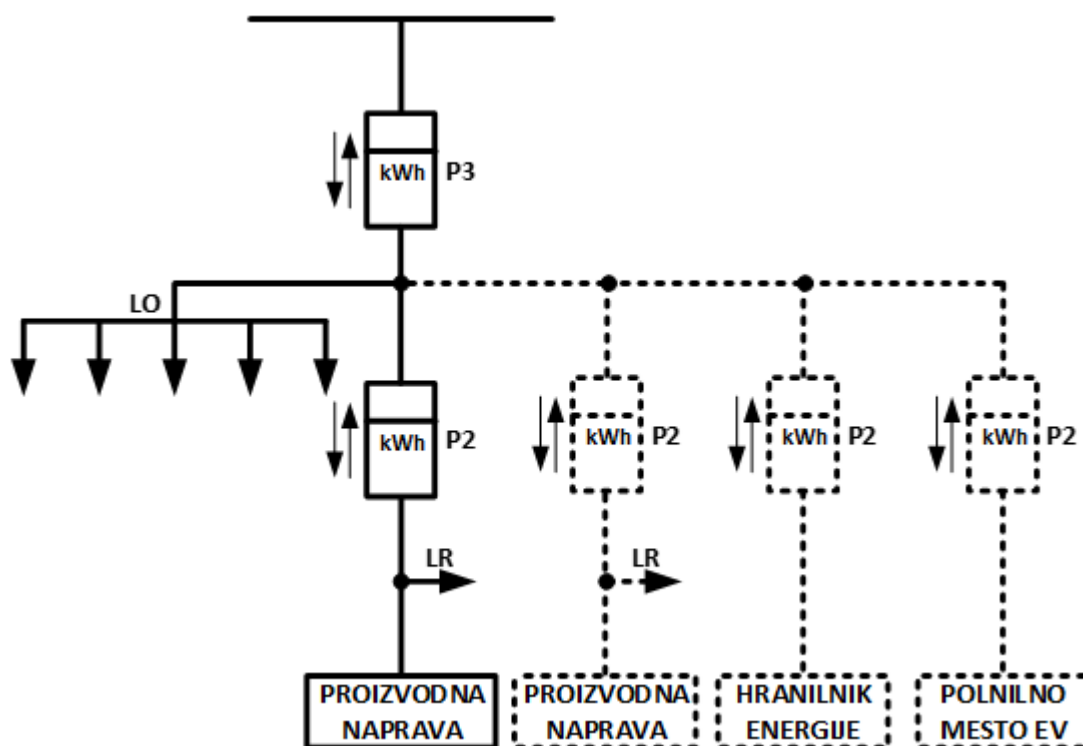 kWh P3
LO
kWh P2
kWh P2
kWh P2
kWh P2
LR
LR
PROIZVODNA
NAPRAVA
PROIZVODNA
NAPRAVA
HRANILNIK
ENERGIJE
POLNILNO
MESTO EV